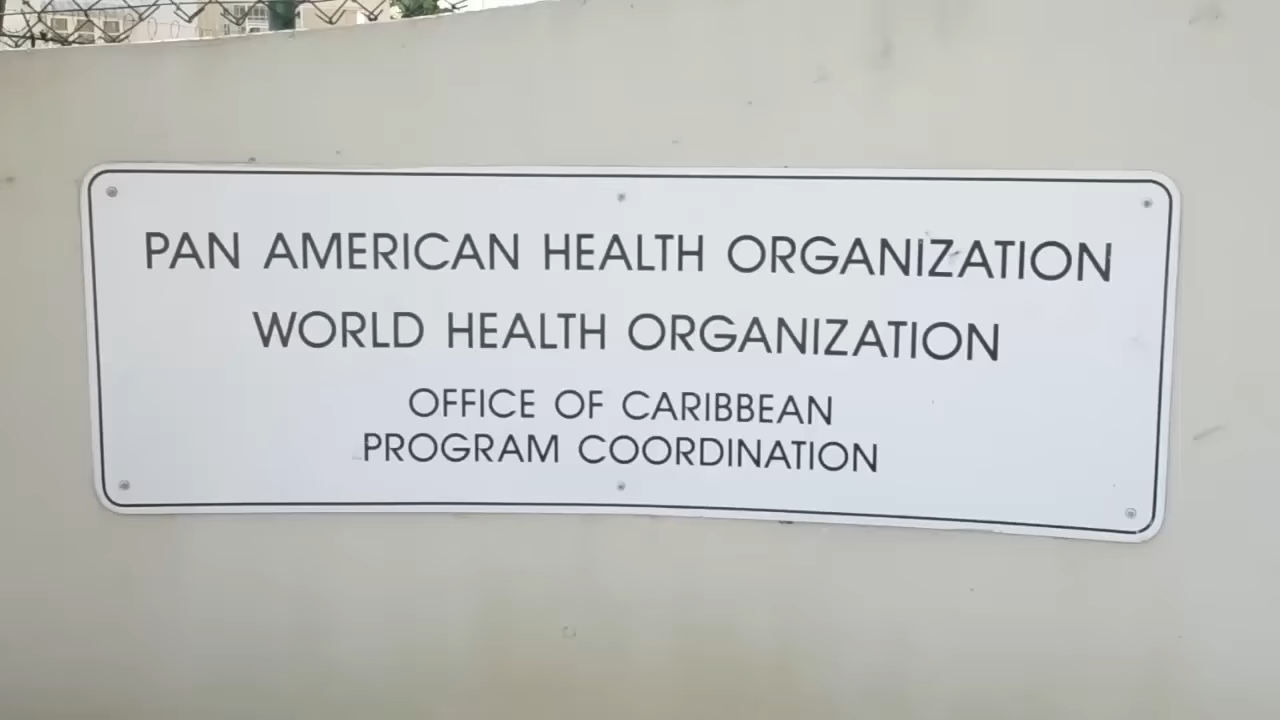 PAN AMERICAN HEALTH ORGANIZATION
WORLD HEALTH ORGANIZATION
OFFICE OF CARIBBEAN
PROGRAM COORDINATION